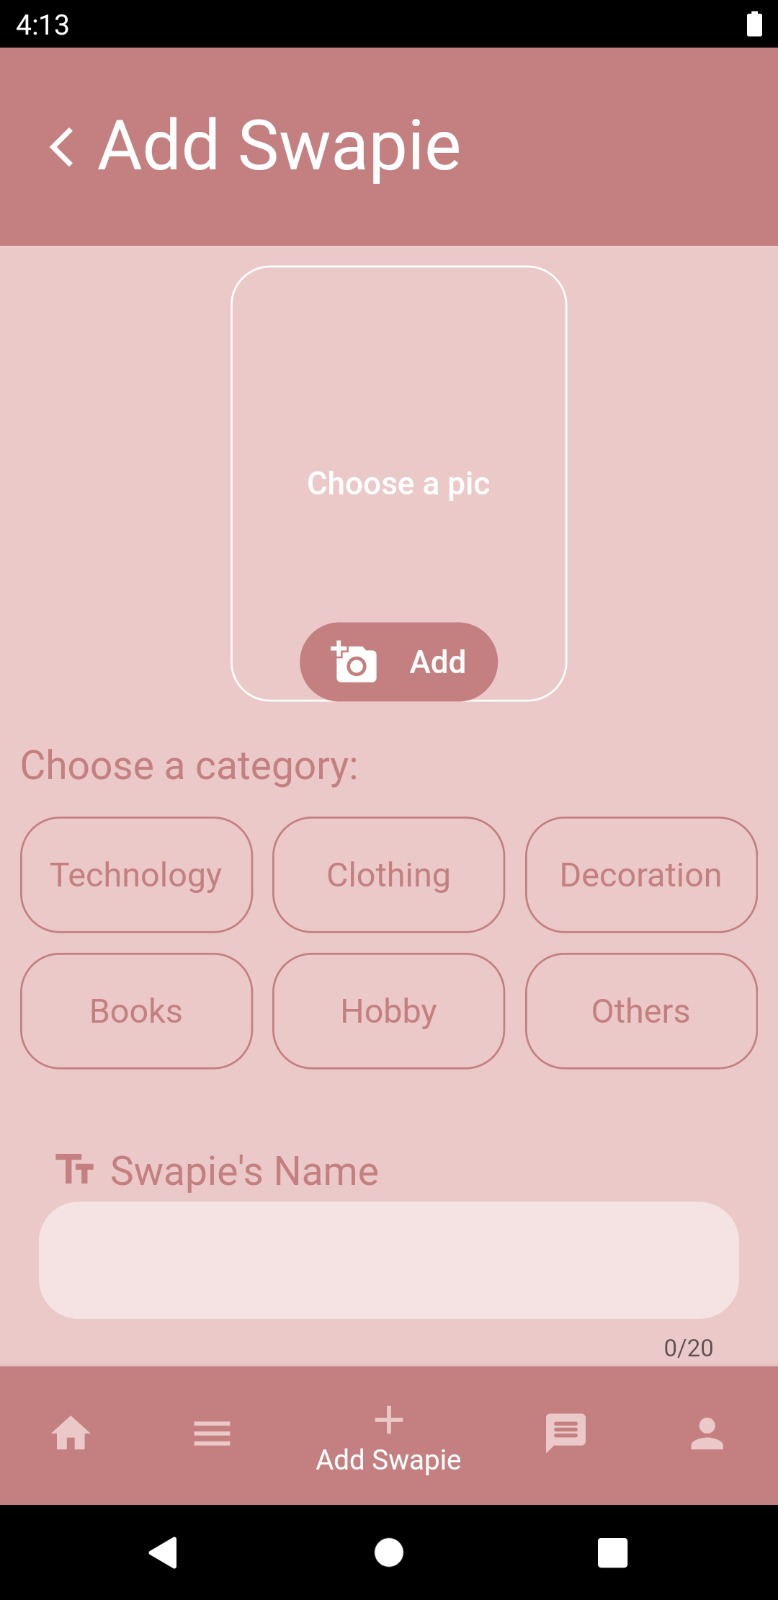 4:13
Add Swapie
Choose a pic
Add
Choose a category:
Technology Clothing Decoration
Books Hobby Others
Swapie's Name
0/20
Add Swapie